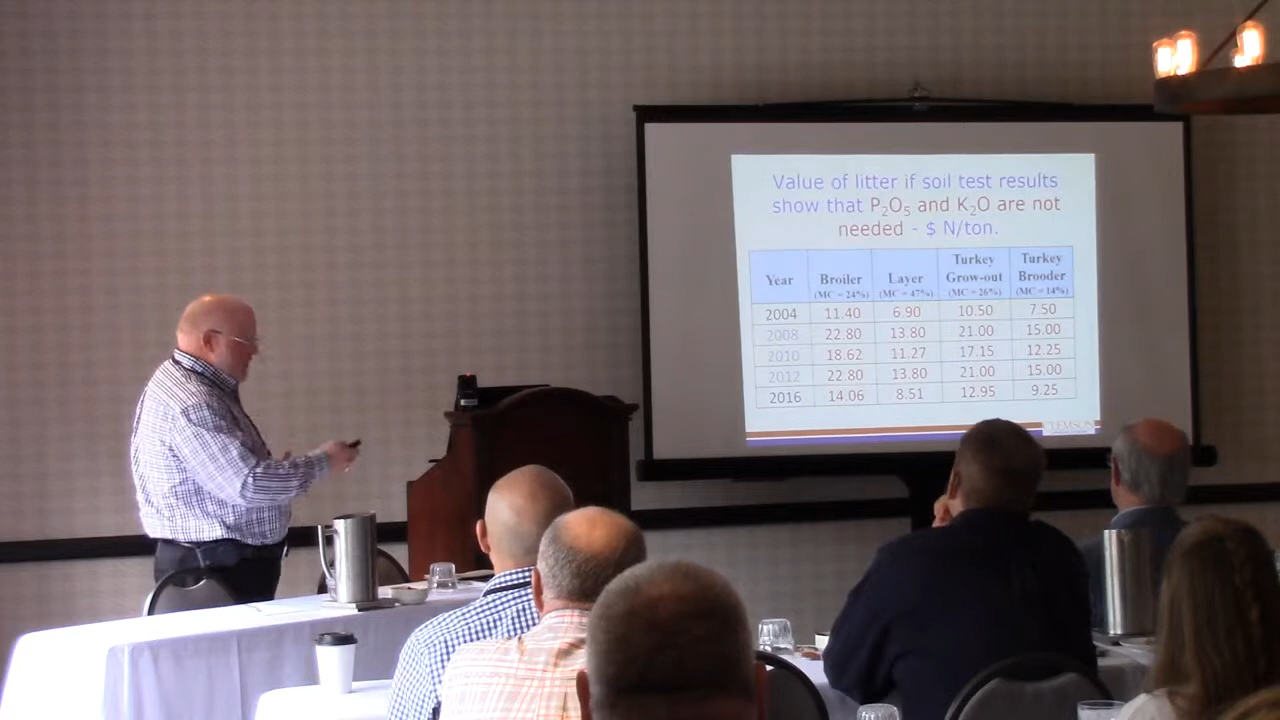 Value of litter if soil test results
show that P₂O₅ and K₂O are not
needed - $ N/ton.
Year Broiler (MC = 24%) Layer (MC = 47%) Turkey Grow-out (MC = 26%) Turkey Brooder (MC = 14%)
2004 11.40 6.90 10.50 7.50
2008 22.80 13.80 21.00 15.00
2010 18.62 11.27 17.15 12.25
2012 22.80 13.80 21.00 15.00
2016 14.06 8.51 12.95 9.25
CLEMSON